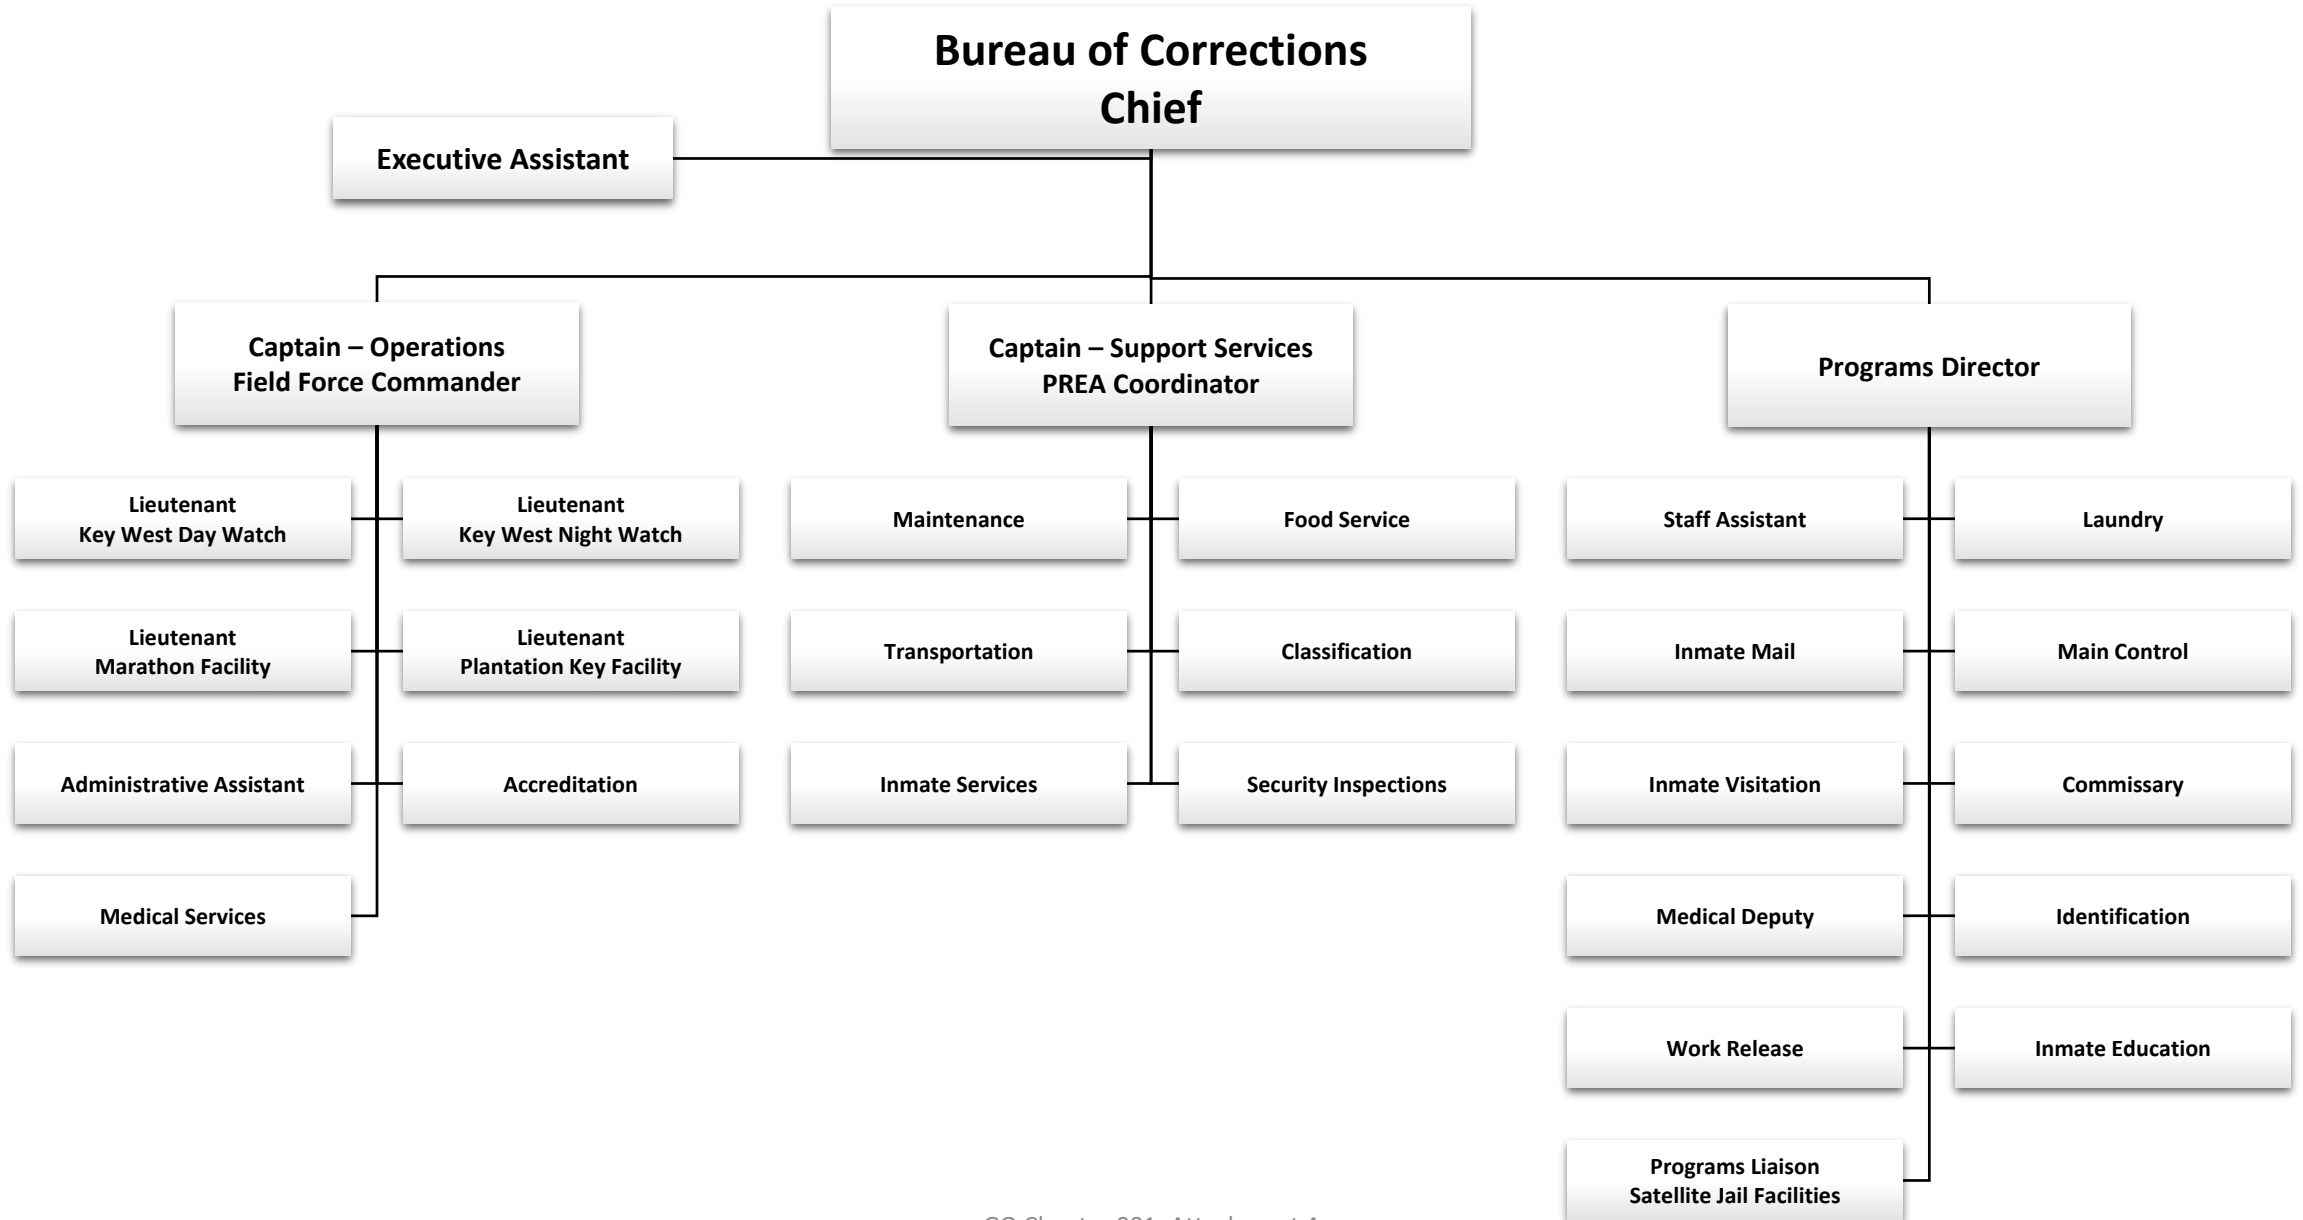 Bureau of Corrections
Chief
Executive Assistant
Captain – Operations
Field Force Commander
Captain – Support Services
PREA Coordinator
Programs Director
Lieutenant
Key West Day Watch
Lieutenant
Key West Night Watch
Maintenance
Food Service
Staff Assistant
Laundry
Lieutenant
Marathon Facility
Lieutenant
Plantation Key Facility
Transportation
Classification
Inmate Mail
Main Control
Administrative Assistant
Accreditation
Inmate Services
Security Inspections
Inmate Visitation
Commissary
Medical Services
Medical Deputy
Identification
Work Release
Inmate Education
Programs Liaison
Satellite Jail Facilities